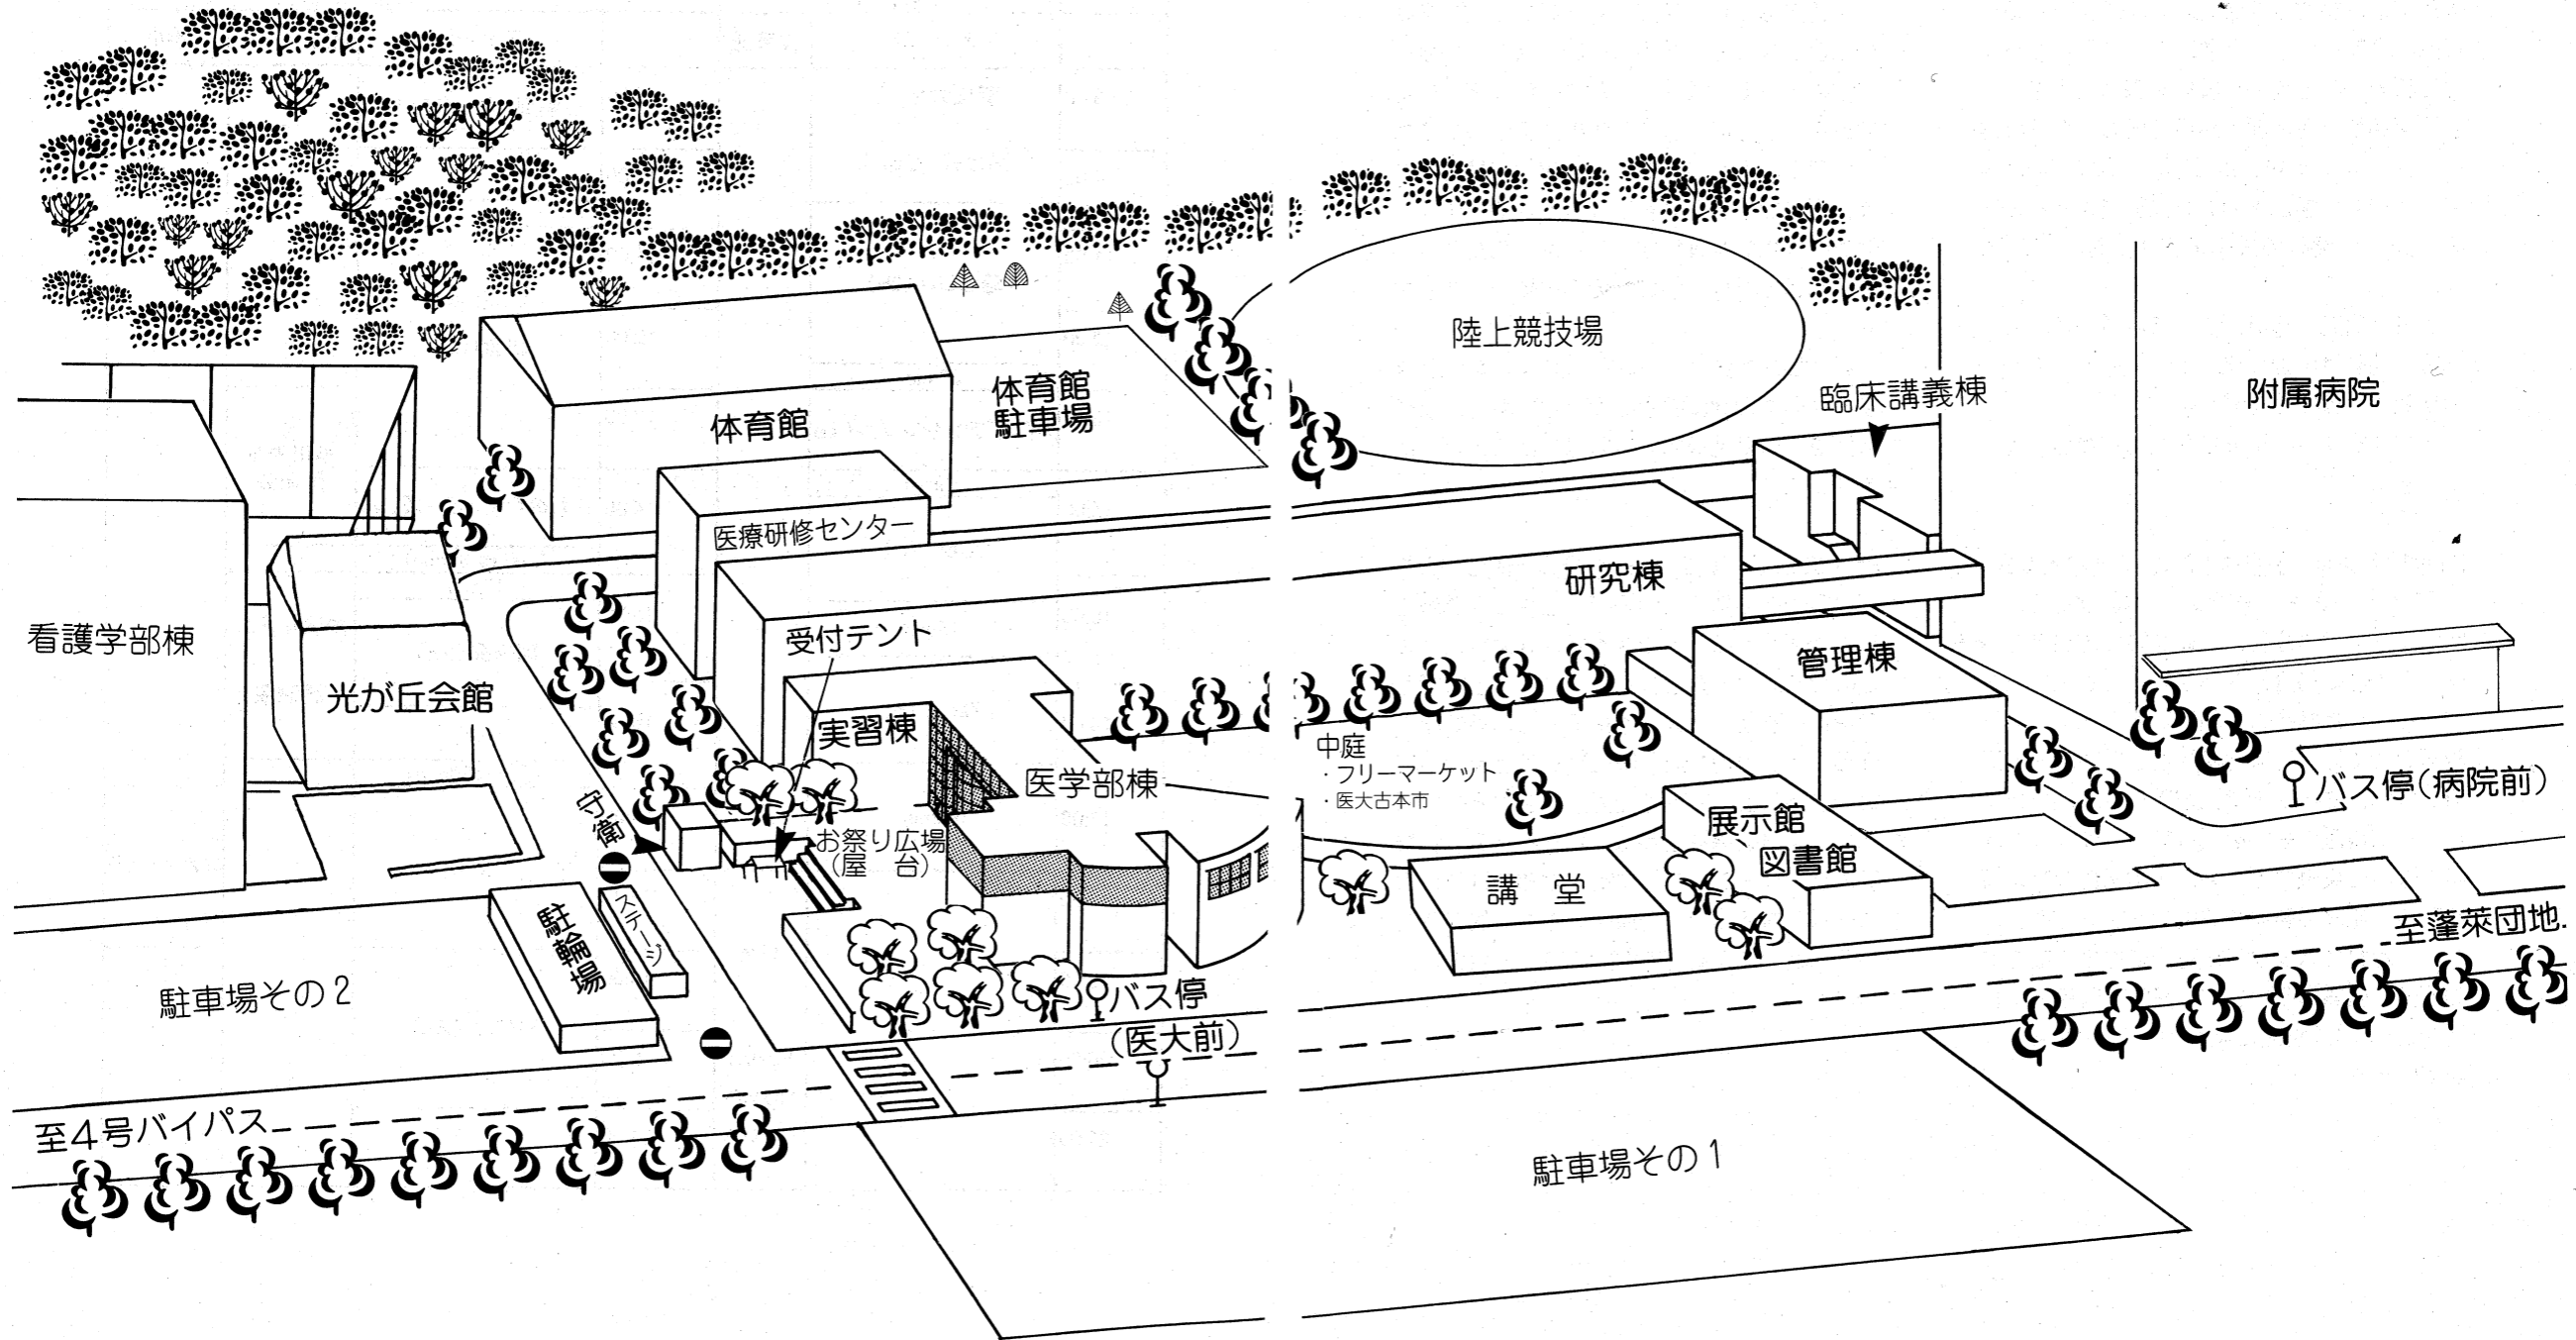 陸上競技場
臨床講義棟
附属病院
体育館
駐車場
体育館
医療研修センター
研究棟
看護学部棟
受付テント
光が丘会館
管理棟
実習棟
中庭
・フリーマーケット
・医大古本市
医学部棟
バス停(病院前)
守衛
お祭り広場
(屋 台)
展示館
図書館
講 堂
ステージ
駐輪場
至蓬萊団地
駐車場その2
バス停
(医大前)
至4号バイパス
駐車場その1